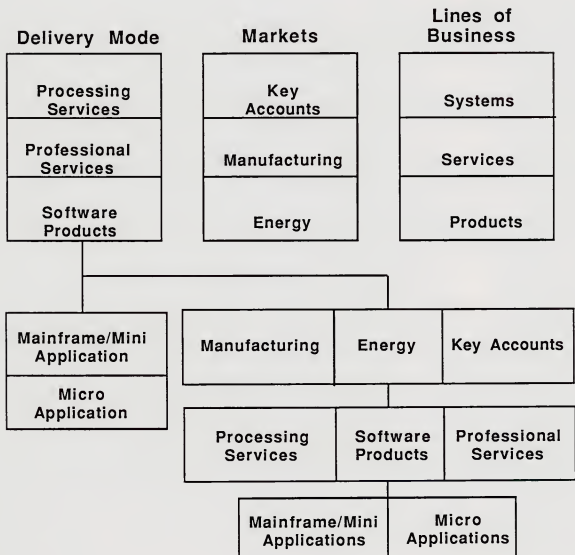 Delivery Mode
Markets
Lines of
Business
Processing
Services
Professional
Services
Software
Products
Key
Accounts
Manufacturing
Energy
Systems
Services
Products
Mainframe/Mini
Application
Micro
Application
Manufacturing
Energy
Key Accounts
Processing
Services
Software
Products
Professional
Services
Mainframe/Mini
Applications
Micro
Applications